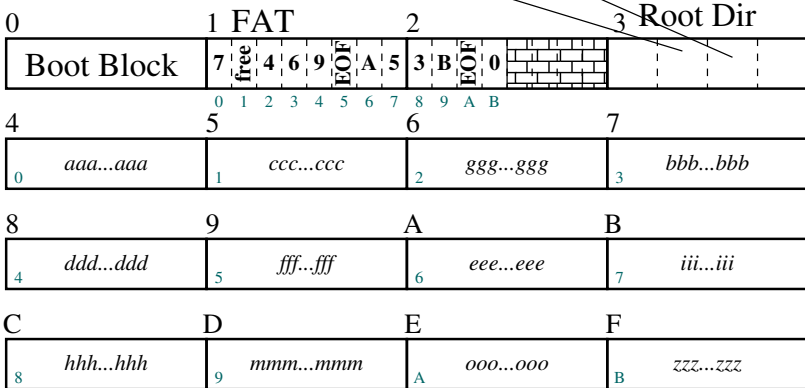 0 1 FAT 2 3 Root Dir
Boot Block 7 free 4 6 9 EOF A 5 3 B EOF 0
0 1 2 3 4 5 6 7 8 9 A B
4 5 6 7
0 aaa...aaa 1 ccc...ccc 2 ggg...ggg 3 bbb...bbb
8 9 A B
4 ddd...ddd 5 fff...fff 6 eee...eee 7 iii...iii
C D E F
8 hhh...hhh 9 mmm...mmm A ooo...ooo B zzz...zzz